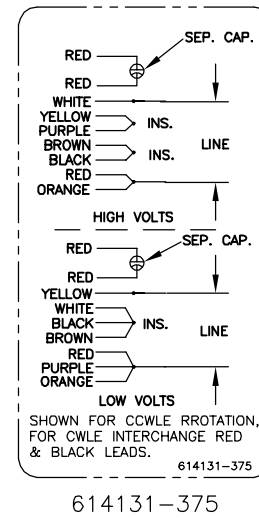 SEP. CAP.
RED
RED
WHITE
YELLOW
PURPLE
INS.
BROWN
BLACK
INS.
LINE
RED
ORANGE
HIGH VOLTS
SEP. CAP.
RED
RED
YELLOW
WHITE
BLACK
INS.
BROWN
LINE
RED
PURPLE
ORANGE
LOW VOLTS
SHOWN FOR CCWLE RROTATION,
FOR CWLE INTERCHANGE RED
& BLACK LEADS.
614131-375
614131-375